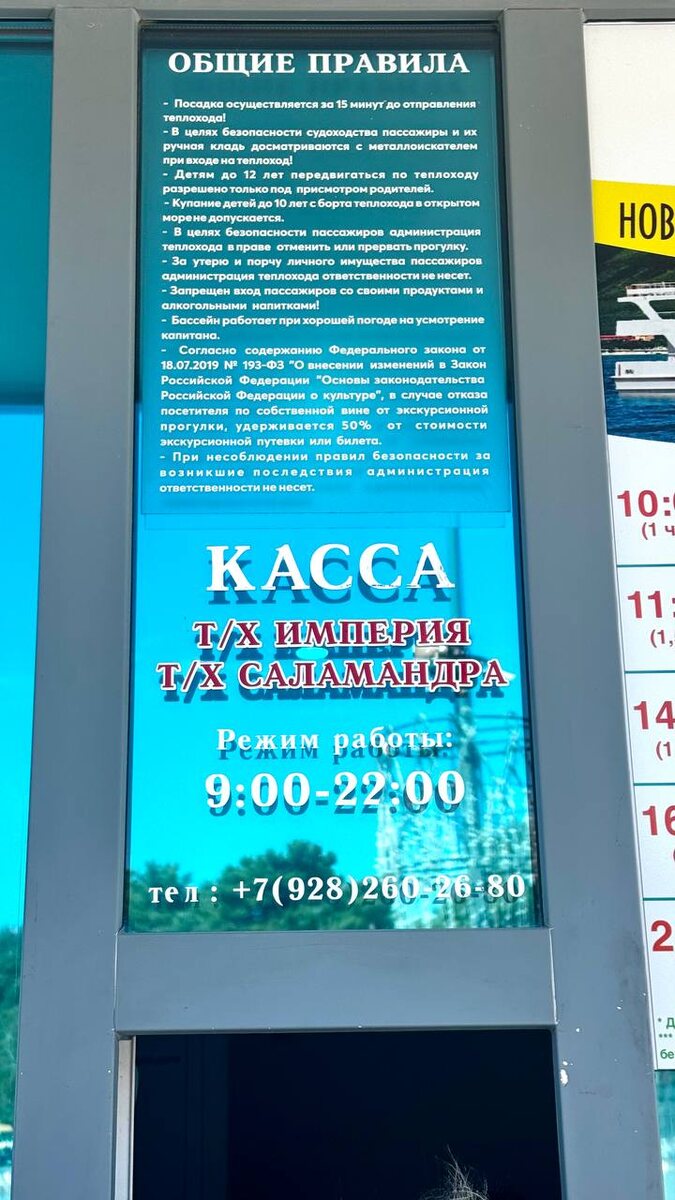 ОБЩИЕ ПРАВИЛА
- Посадка осуществляется за 15 минут до отправления
теплохода!
- В целях безопасности судоходства пассажиры и их
ручная кладь досматриваются с металлоискателем
при входе на теплоход!
- Детям до 12 лет передвигаться по теплоходу
разрешено только под присмотром родителей.
- Купание детей до 10 лет с борта теплохода в открытом
море не допускается.
- В целях безопасности пассажиров администрация
теплохода в праве отменить или прервать прогулку.
- За утерю и порчу личного имущества пассажиров
администрация теплохода ответственности не несет.
- Запрещен вход пассажиров со своими продуктами и
алкогольными напитками!
- Бассейн работает при хорошей погоде на усмотрение
капитана.
- Согласно содержанию Федерального закона от
18.07.2019 № 193-ФЗ "О внесении изменений в Закон
Российской Федерации "Основы законодательства
Российской Федерации о культуре", в случае отказа
посетителя по собственной вине от экскурсионной
прогулки, удерживается 50% от стоимости
экскурсионной путевки или билета.
- При несоблюдении правил безопасности за
возникшие последствия администрация
ответственности не несет.
КАССА
Т/Х ИМПЕРИЯ
Т/Х САЛАМАНДРА
Режим работы:
9:00-22:00
тел : +7(928)260-26-80
НОВ
10:
(1 ч
11:
(1,
14
(1
16
2